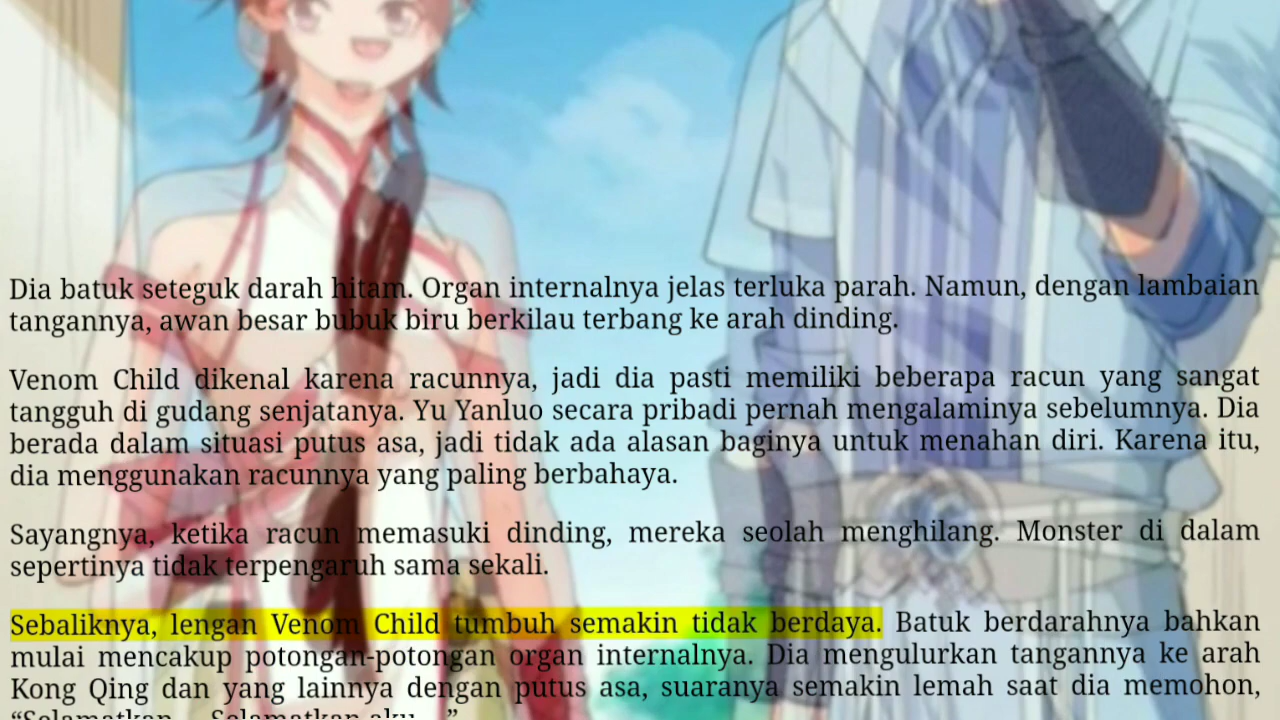 Dia batuk seteguk darah hitam. Organ internalnya jelas terluka parah. Namun, dengan lambaian
tangannya, awan besar bubuk biru berkilau terbang ke arah dinding.
Venom Child dikenal karena racunnya, jadi dia pasti memiliki beberapa racun yang sangat
tangguh di gudang senjatanya. Yu Yanluo secara pribadi pernah mengalaminya sebelumnya. Dia
berada dalam situasi putus asa, jadi tidak ada alasan baginya untuk menahan diri. Karena itu,
dia menggunakan racunnya yang paling berbahaya.
Sayangnya, ketika racun memasuki dinding, mereka seolah menghilang. Monster di dalam
sepertinya tidak terpengaruh sama sekali.
Sebaliknya, lengan Venom Child tumbuh semakin tidak berdaya. Batuk berdarahnya bahkan
mulai mencakup potongan-potongan organ internalnya. Dia mengulurkan tangannya ke arah
Kong Qing dan yang lainnya dengan putus asa, suaranya semakin lemah saat dia memohon,
“Selamatkan... Selamatkan aku...”